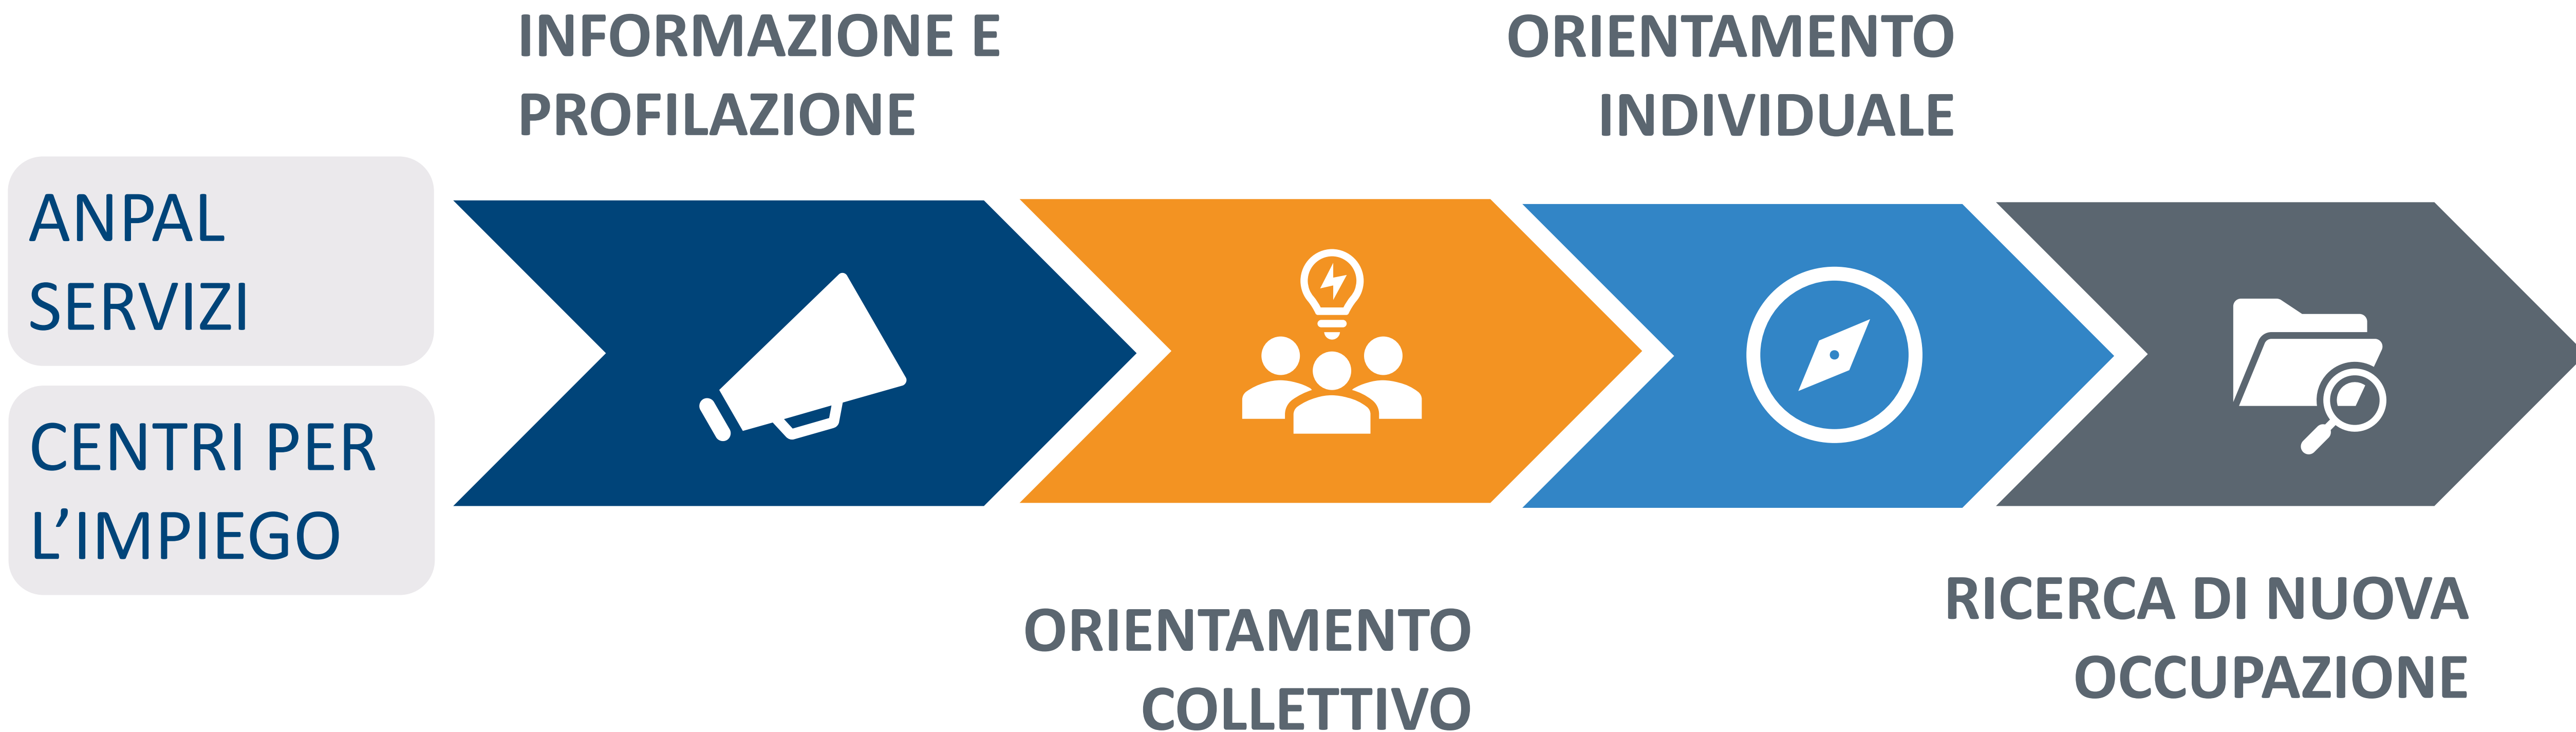 INFORMAZIONE E
PROFILAZIONE
ORIENTAMENTO
INDIVIDUALE
ANPAL
SERVIZI
CENTRI PER
L’IMPIEGO
ORIENTAMENTO
COLLETTIVO
RICERCA DI NUOVA
OCCUPAZIONE